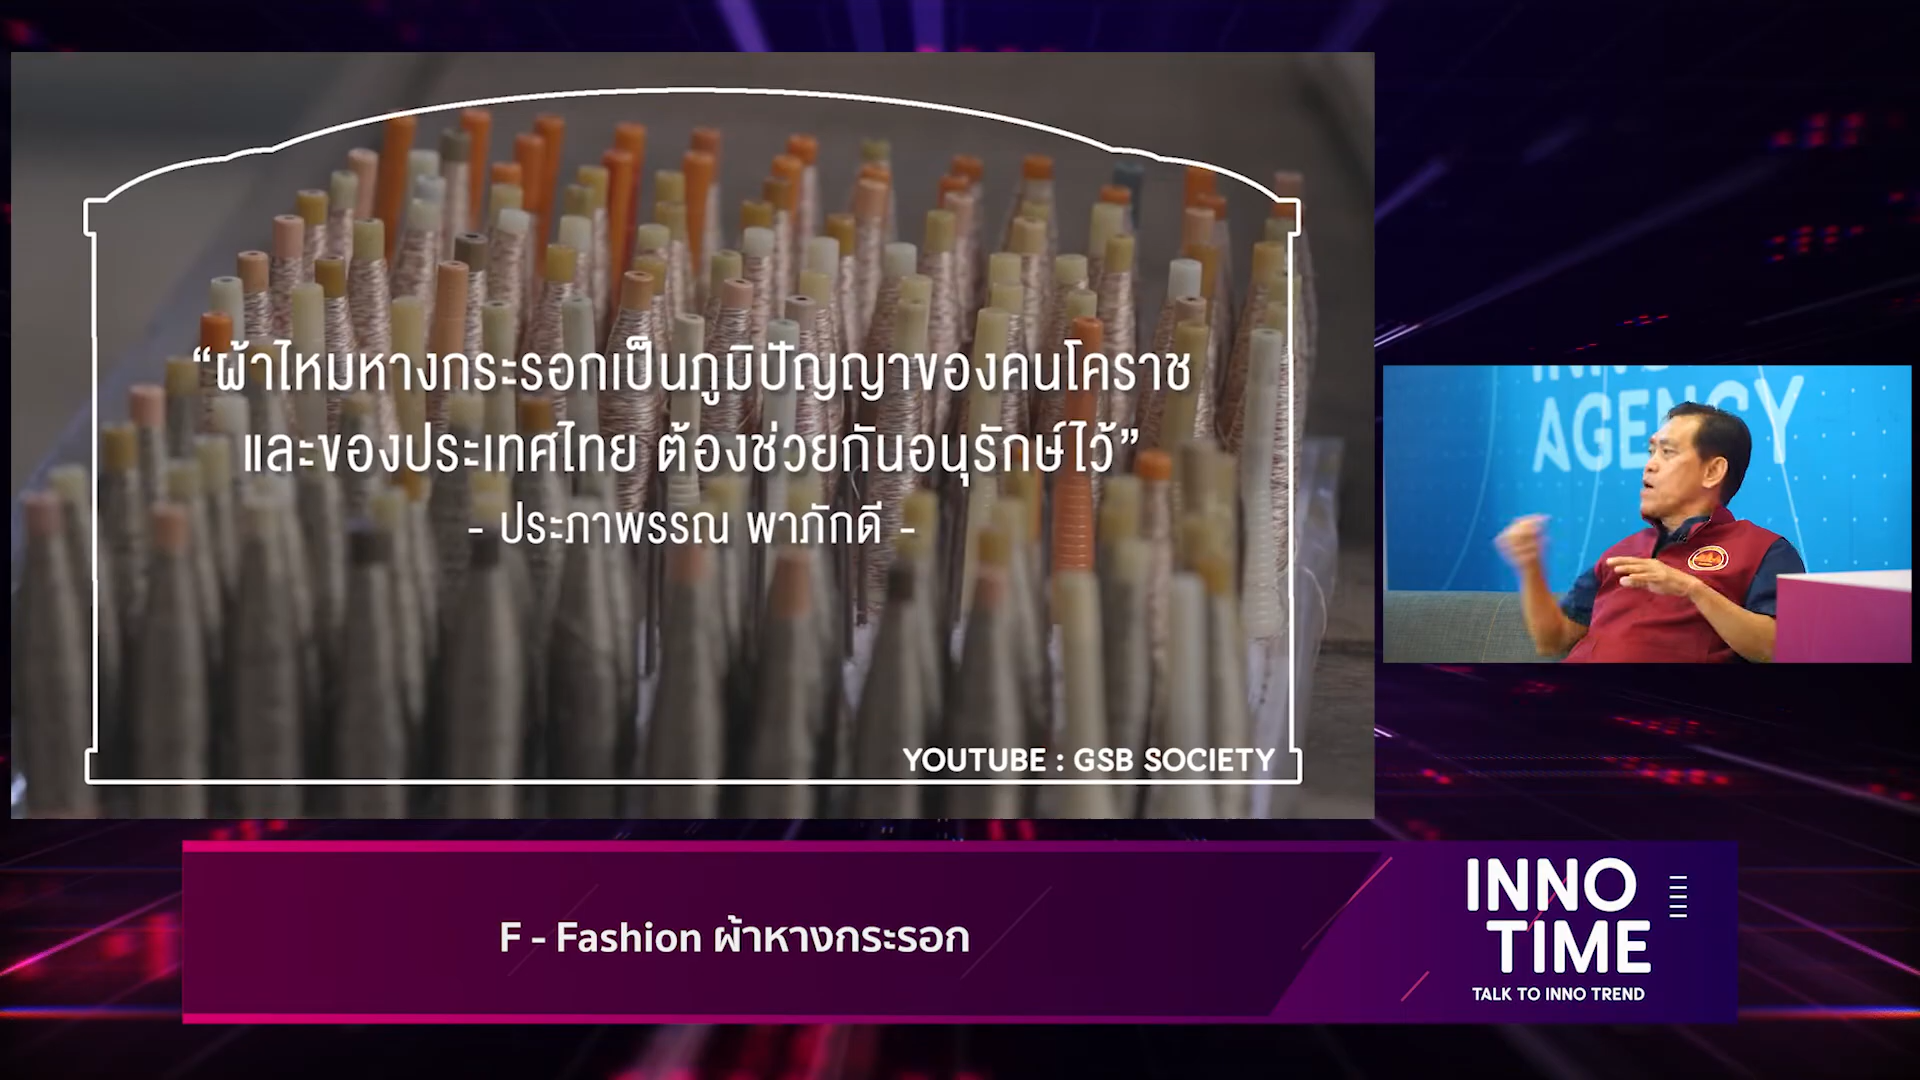 “ผ้าไหมหางกระรอกเป็นภูมิปัญญาของคนโคราช
และของประเทศไทย ต้องช่วยกันอนุรักษ์ไว้”
- ประภาพรรณ พาภักดี -
YOUTUBE : GSB SOCIETY
AGENCY
F - Fashion ผ้าหางกระรอก
INNO
TIME
TALK TO INNO TREND